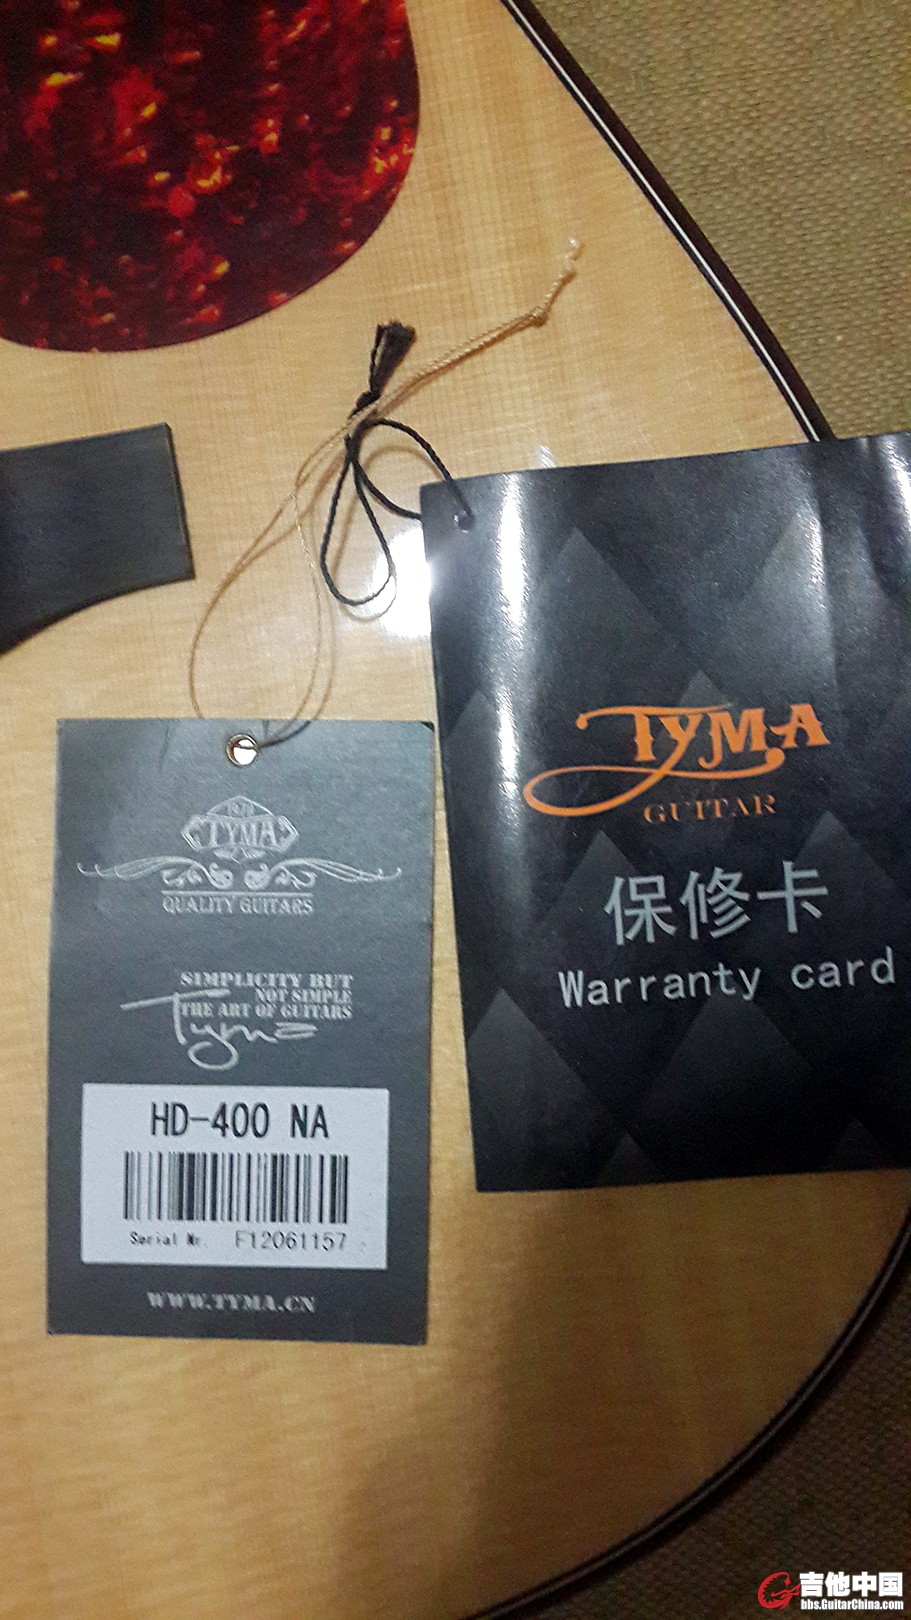 TYMA
QUALITY GUITARS
SIMPLICITY BUT
NOT SIMPLE
THE ART OF GUITARS
Tyma
HD-400 NA
Serial Nr. F12061157
WWW.TYMA.CN
TYMA
GUITAR
保修卡
Warranty card
吉他中国
bbs.GuitarChina.com